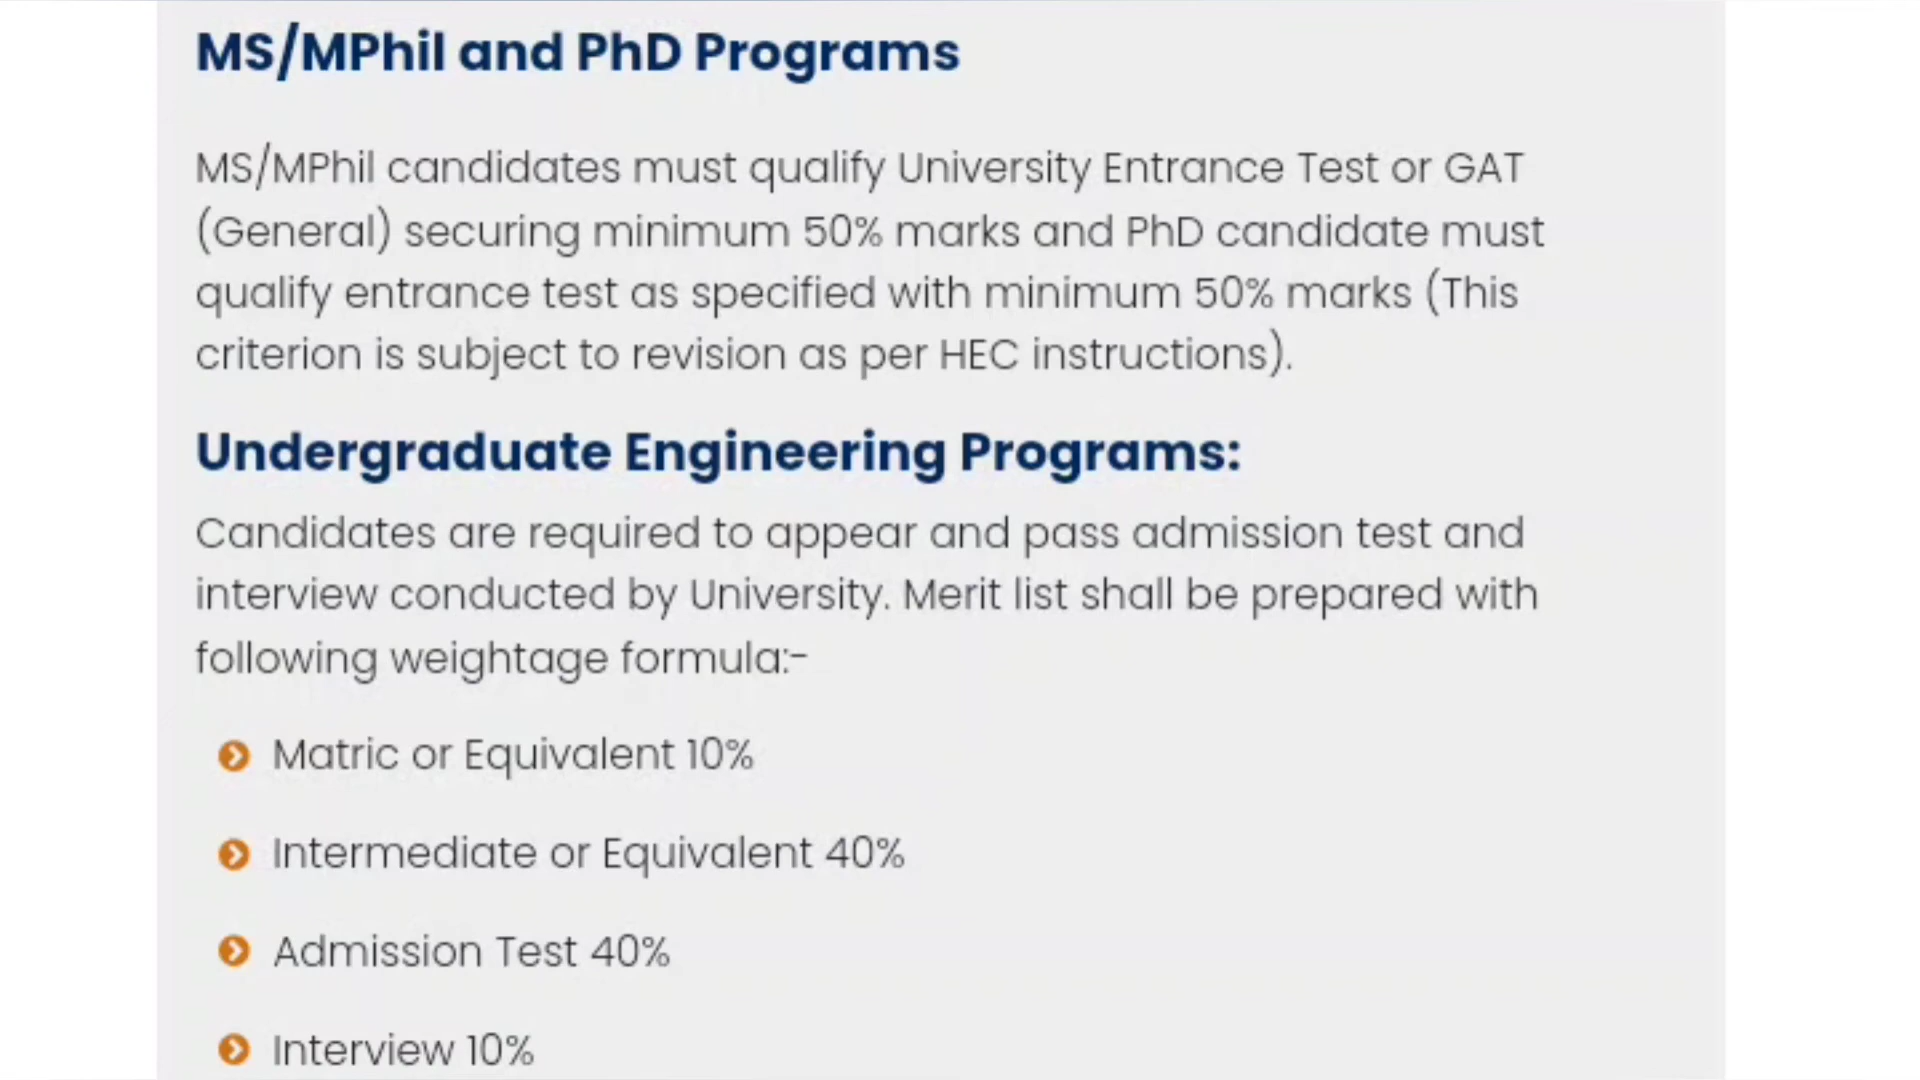 MS/MPhil and PhD Programs
MS/MPhil candidates must qualify University Entrance Test or GAT
(General) securing minimum 50% marks and PhD candidate must
qualify entrance test as specified with minimum 50% marks (This
criterion is subject to revision as per HEC instructions).
Undergraduate Engineering Programs:
Candidates are required to appear and pass admission test and
interview conducted by University. Merit list shall be prepared with
following weightage formula:-
Matric or Equivalent 10%
Intermediate or Equivalent 40%
Admission Test 40%
Interview 10%